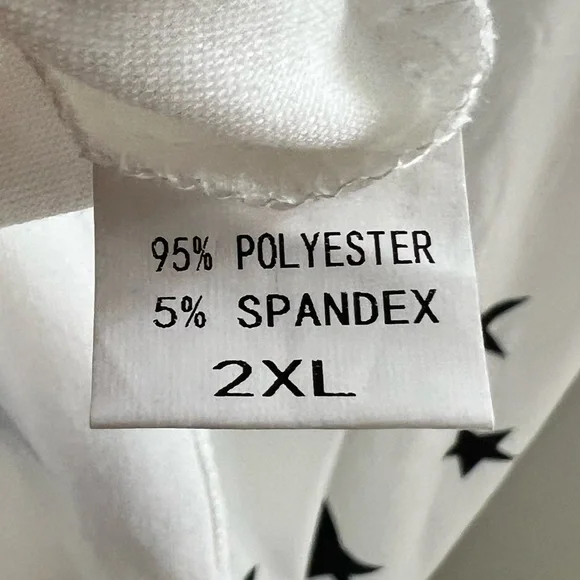 95% POLYESTER
5% SPANDEX
2XL